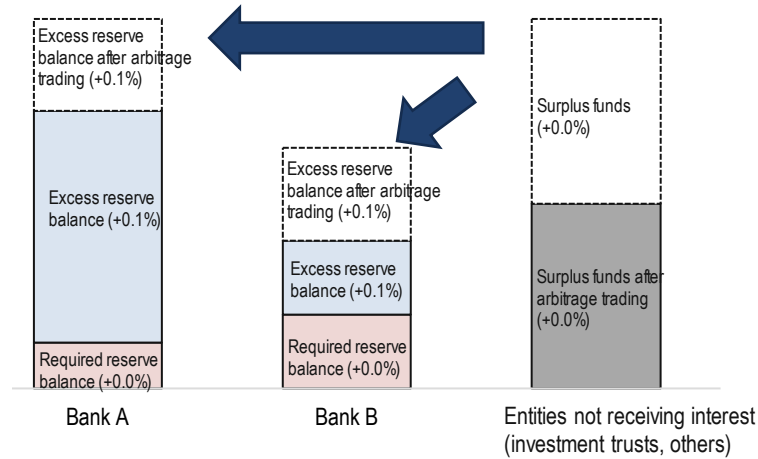 Excess reserve
balance after arbitrage
trading (+0.1%)
Excess reserve
balance (+0.1%)
Required reserve
balance (+0.0%)
Bank A
Excess reserve
balance after arbitrage
trading (+0.1%)
Excess reserve
balance (+0.1%)
Required reserve
balance (+0.0%)
Bank B
Surplus funds
(+0.0%)
Surplus funds after
arbitrage trading
(+0.0%)
Entities not receiving interest
(investment trusts, others)